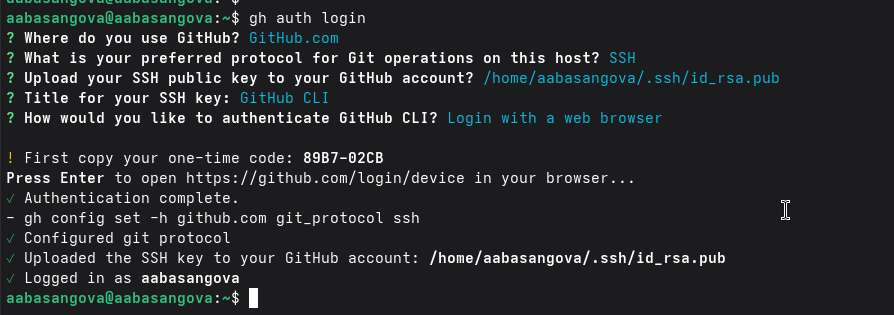 aabasangova@aabasangova:~$ gh auth login
? Where do you use GitHub? GitHub.com
? What is your preferred protocol for Git operations on this host? SSH
? Upload your SSH public key to your GitHub account? /home/aabasangova/.ssh/id_rsa.pub
? Title for your SSH key: GitHub CLI
? How would you like to authenticate GitHub CLI? Login with a web browser
! First copy your one-time code: 89B7-02CB
Press Enter to open https://github.com/login/device in your browser...
✓ Authentication complete.
- gh config set -h github.com git_protocol ssh
✓ Configured git protocol
✓ Uploaded the SSH key to your GitHub account: /home/aabasangova/.ssh/id_rsa.pub
✓ Logged in as aabasangova
aabasangova@aabasangova:~$